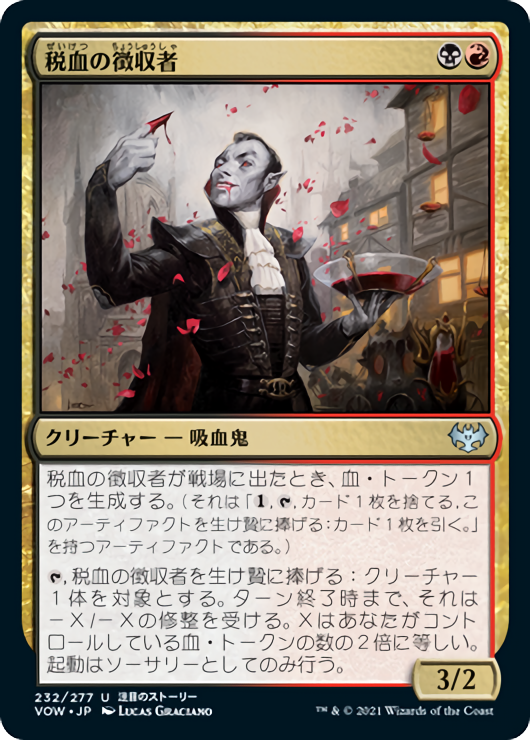 ぜいけつ ちょうしゅうしゃ
税血の徴収者
クリーチャー — 吸血鬼
税血の徴収者が戦場に出たとき、血・トークン1
つを生成する。(それは「1,T,カード1枚を捨てる,こ
のアーティファクトを生け贄に捧げる:カード1枚を引く。」
を持つアーティファクトである。)
T,税血の徴収者を生け贄に捧げる:クリーチャー
1体を対象とする。ターン終了時まで、それは
-X/-Xの修整を受ける。Xはあなたがコント
ロールしている血・トークンの数の2倍に等しい。
起動はソーサリーとしてのみ行う。
3/2
232/277 U 注目のストーリー
VOW • JP Lucas Graciano
™ & © 2021 Wizards of the Coast